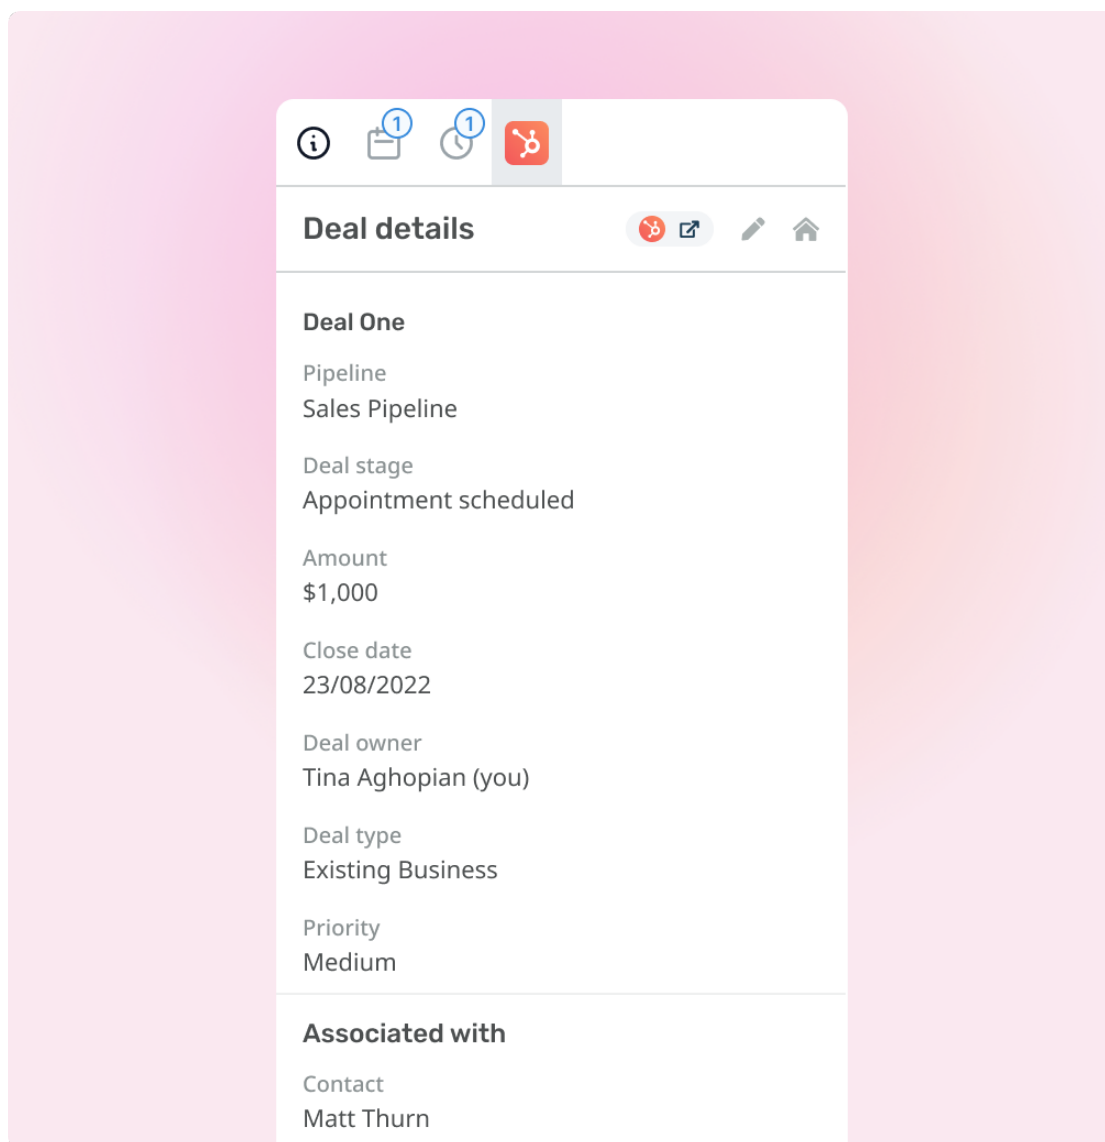 1 1
Deal details
Deal One
Pipeline
Sales Pipeline
Deal stage
Appointment scheduled
Amount
$1,000
Close date
23/08/2022
Deal owner
Tina Aghopian (you)
Deal type
Existing Business
Priority
Medium
Associated with
Contact
Matt Thurn